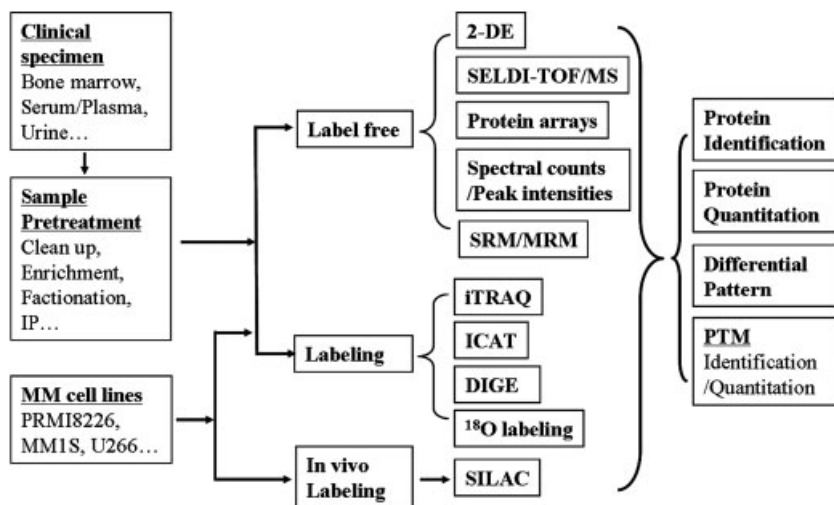 Clinical
specimen
Bone marrow,
Serum/Plasma,
Urine…
Sample
Pretreatment
Clean up,
Enrichment,
Factionation,
IP…
MM cell lines
PRMI8226,
MM1S, U266…
Label free
Labeling
In vivo
Labeling
2-DE
SELDI-TOF/MS
Protein arrays
Spectral counts
/Peak intensities
SRM/MRM
iTRAQ
ICAT
DIGE
¹⁸O labeling
SILAC
Protein
Identification
Protein
Quantitation
Differential
Pattern
PTM
Identification
/Quantitation